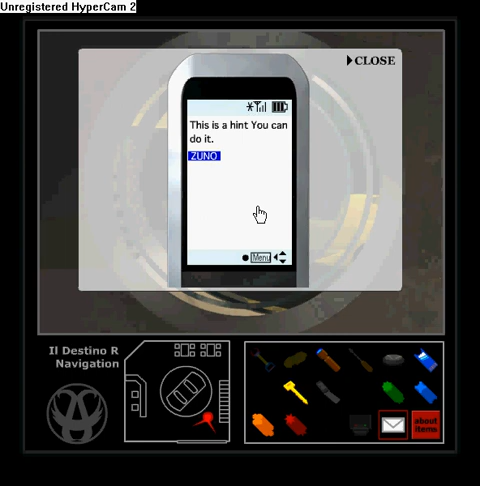 Unregistered HyperCam 2
CLOSE
This is a hint You can
do it.
ZUNO
Menu
Il Destino R
Navigation
about
items